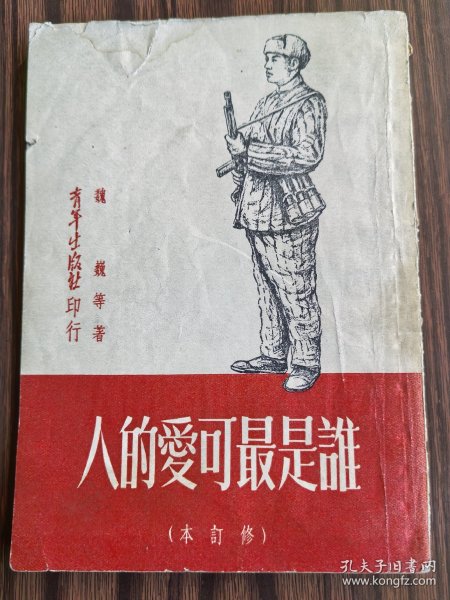 魏巍等著
青年出版社印行
誰是最可愛的人
（修訂本）
孔夫子旧书网
www.kongfz.com